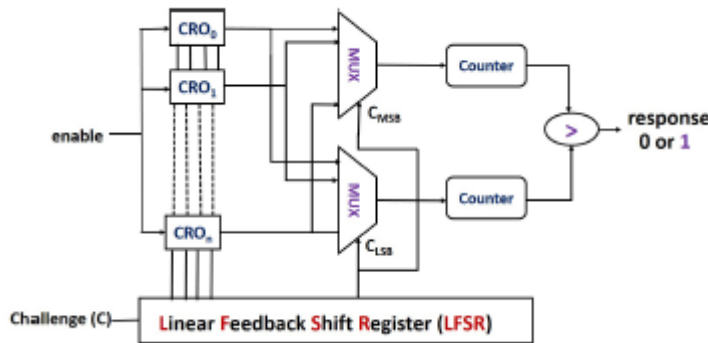 CRO0
CRO1
CROn
enable
MUX
MUX
CMSB
CLSB
Counter
Counter
>
response
0 or 1
Challenge (C)
Linear Feedback Shift Register (LFSR)